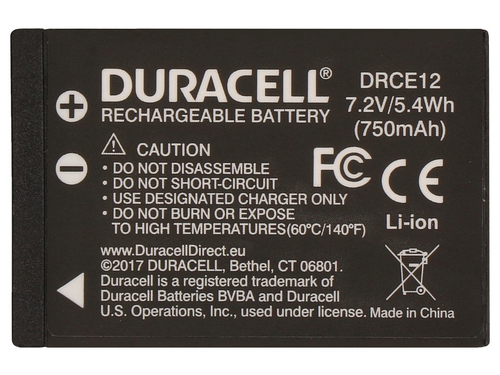 DURACELL®
RECHARGEABLE BATTERY
DRCE12
7.2V/5.4Wh
(750mAh)
CAUTION
• DO NOT DISASSEMBLE
• DO NOT SHORT-CIRCUIT
• USE DESIGNATED CHARGER ONLY
• DO NOT BURN OR EXPOSE
TO HIGH TEMPERATURES(60°C/140°F)
FC CE
Li-ion
www.DuracellDirect.eu
©2017 DURACELL, Bethel, CT 06801.
Duracell is a registered trademark of
Duracell Batteries BVBA and Duracell
U.S. Operations, Inc., used under license.
Made in China